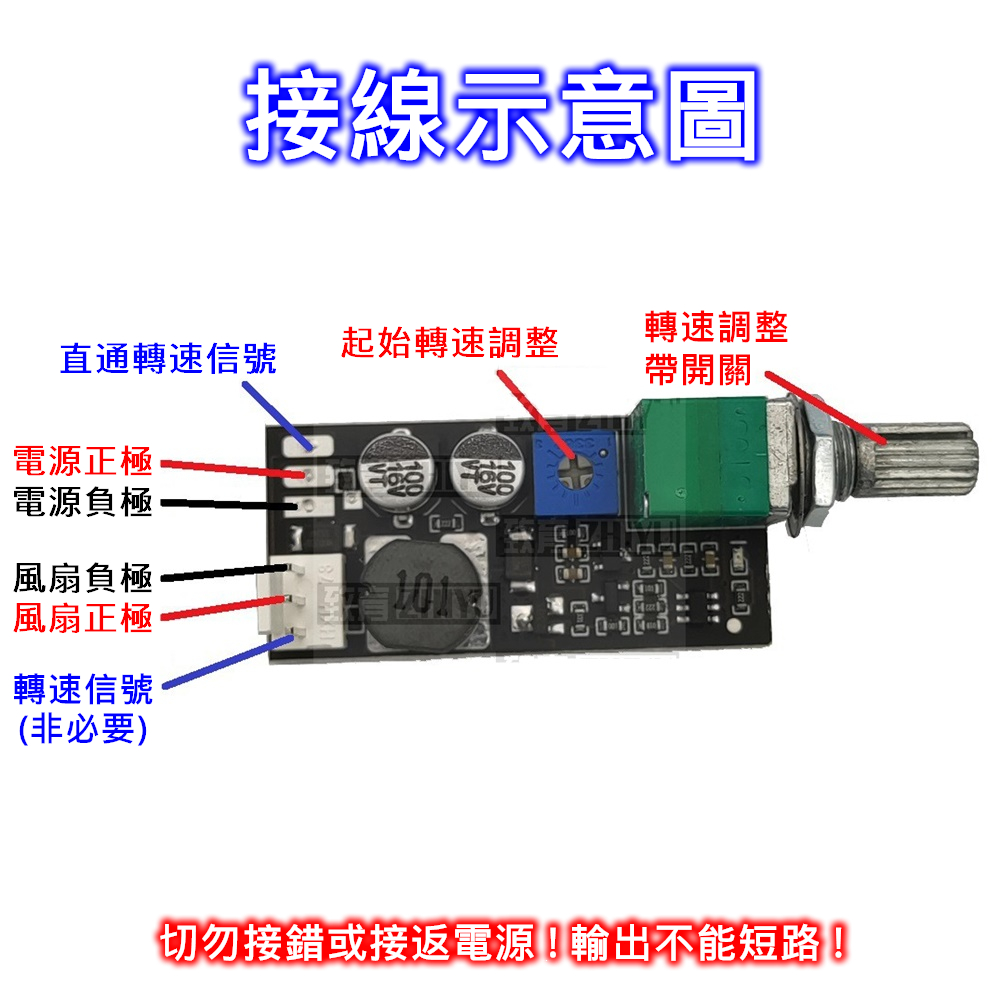 接線示意圖
直通轉速信號
起始轉速調整
轉速調整
帶開關
電源正極
電源負極
風扇負極
風扇正極
轉速信號
(非必要)
100
16V
VT
100
16V
VT
101
切勿接錯或接返電源！輸出不能短路！